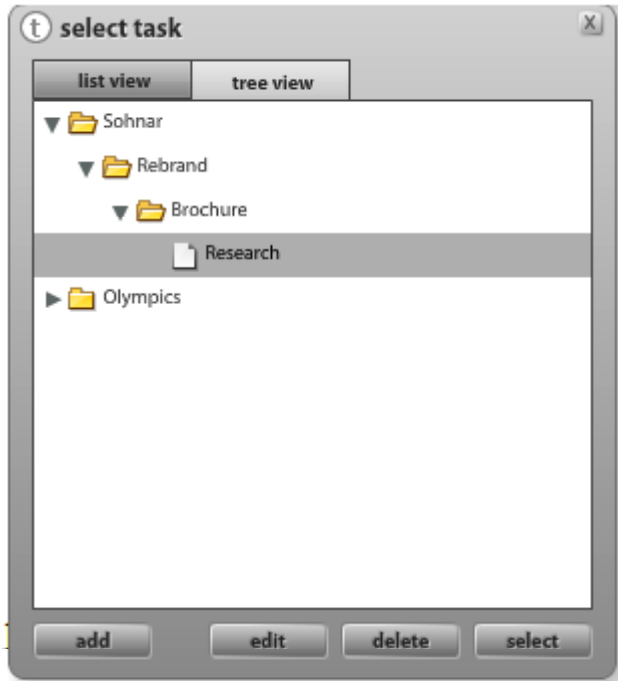 t select task X
list view tree view
Sohnar
Rebrand
Brochure
Research
Olympics
add edit delete select